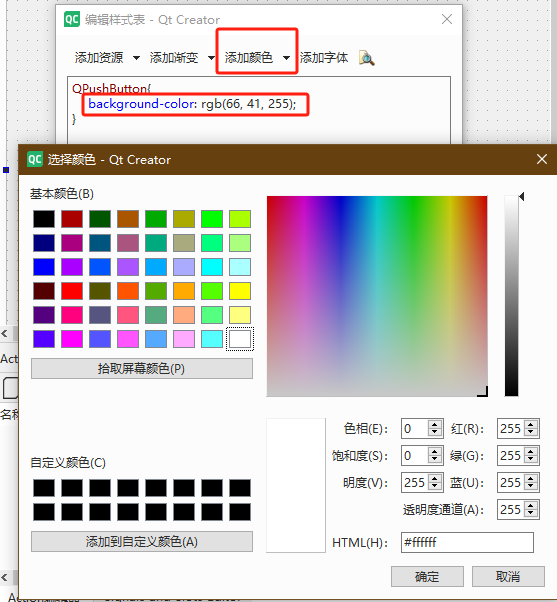 QC 编辑样式表 - Qt Creator
添加资源 添加渐变 添加颜色 添加字体
QPushButton{
background-color: rgb(66, 41, 255);
}
QC 选择颜色 - Qt Creator
基本颜色(B)
拾取屏幕颜色(P)
自定义颜色(C)
添加到自定义颜色(A)
色相(E): 0 红(R): 255
饱和度(S): 0 绿(G): 255
明度(V): 255 蓝(U): 255
透明度通道(A): 255
HTML(H): #ffffff
确定 取消
Act
名称